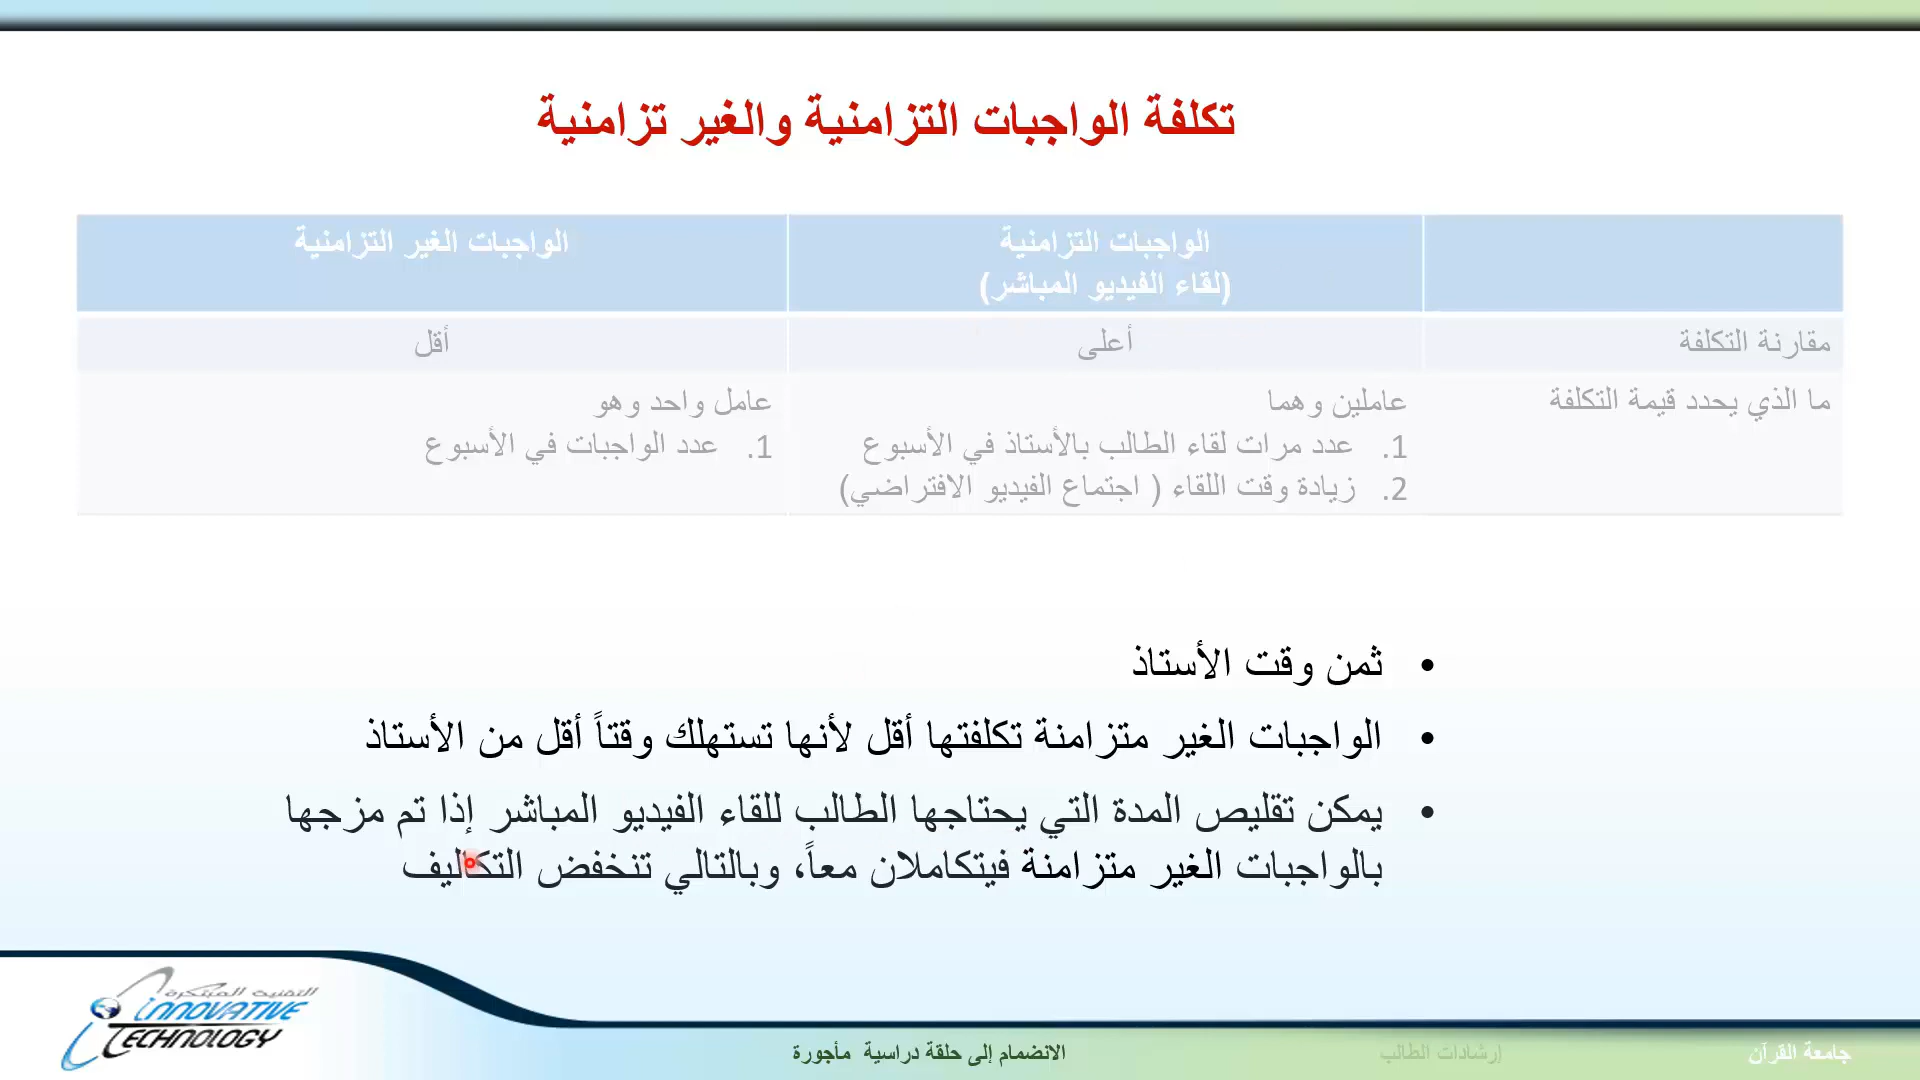 تكلفة الواجبات التزامنية والغير تزامنية
الواجبات التزامنية
(لقاء الفيديو المباشر)
الواجبات الغير التزامنية
مقارنة التكلفة
أعلى
أقل
ما الذي يحدد قيمة التكلفة
عاملين وهما
1. عدد مرات لقاء الطالب بالأستاذ في الأسبوع
2. زيادة وقت اللقاء ( اجتماع الفيديو الافتراضي)
عامل واحد وهو
1. عدد الواجبات في الأسبوع
• ثمن وقت الأستاذ
• الواجبات الغير متزامنة تكلفتها أقل لأنها تستهلك وقتاً أقل من الأستاذ
• يمكن تقليص المدة التي يحتاجها الطالب للقاء الفيديو المباشر إذا تم مزجها
بالواجبات الغير متزامنة فيتكاملان معاً، وبالتالي تنخفض التكاليف
التقنية المبتكرة
INNOVATIVE
TECHNOLOGY
جامعة القرآن
إرشادات الطالب
الانضمام إلى حلقة دراسية مأجورة